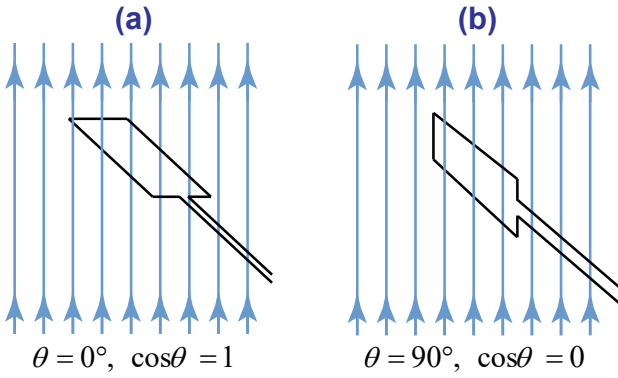 (a)
(b)
θ = 0°, cosθ = 1
θ = 90°, cosθ = 0